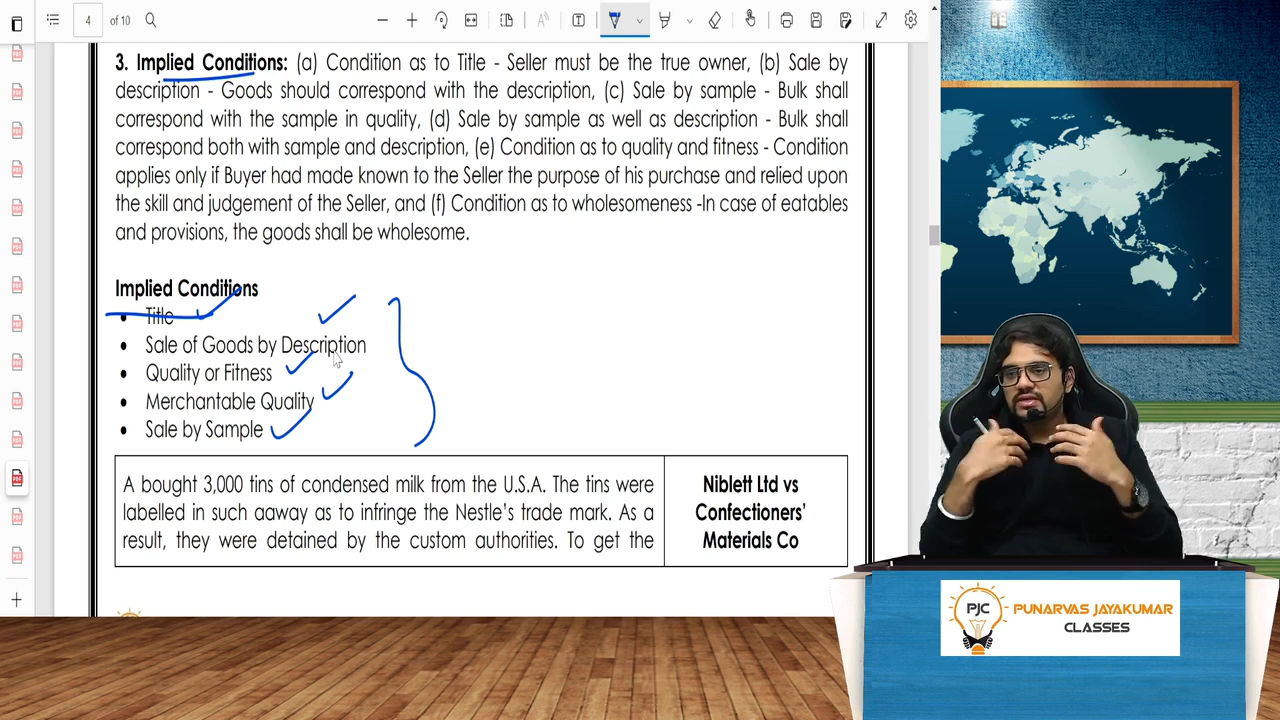 4 of 10
3. Implied Conditions: (a) Condition as to Title - Seller must be the true owner, (b) Sale by
description - Goods should correspond with the description, (c) Sale by sample - Bulk shall
correspond with the sample in quality, (d) Sale by sample as well as description - Bulk shall
correspond both with sample and description, (e) Condition as to quality and fitness - Condition
applies only if Buyer had made known to the Seller the purpose of his purchase and relied upon
the skill and judgement of the Seller, and (f) Condition as to wholesomeness -In case of eatables
and provisions, the goods shall be wholesome.
Implied Conditions
• Title
• Sale of Goods by Description
• Quality or Fitness
• Merchantable Quality
• Sale by Sample
A bought 3,000 tins of condensed milk from the U.S.A. The tins were
labelled in such aaway as to infringe the Nestle's trade mark. As a
result, they were detained by the custom authorities. To get the
Niblett Ltd vs
Confectioners'
Materials Co
PJC
PUNARVAS JAYAKUMAR
CLASSES